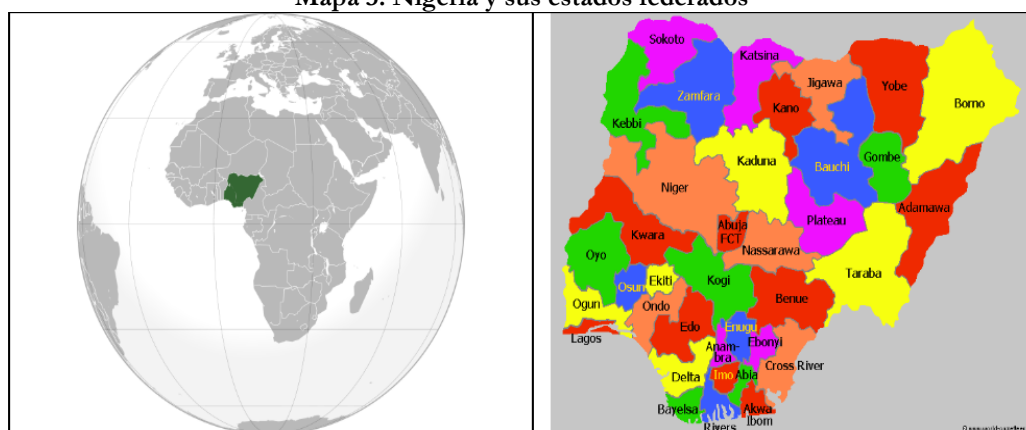 Mapa 3. Nigeria y sus estados federados
Sokoto
Katsina
Jigawa
Yobe
Borno
Zamfara
Kano
Kebbi
Gombe
Kaduna
Bauchi
Niger
Adamawa
Plateau
Abuja
FCT
Kwara
Nassarawa
Oyo
Taraba
Kogi
Osun
Ekiti
Benue
Ogun
Ondo
Edo
Enugu
Lagos
Anam-
bra
Ebonyi
Cross River
Delta
Imo
Abia
Bayelsa
Akwa
Ibom
Rivers